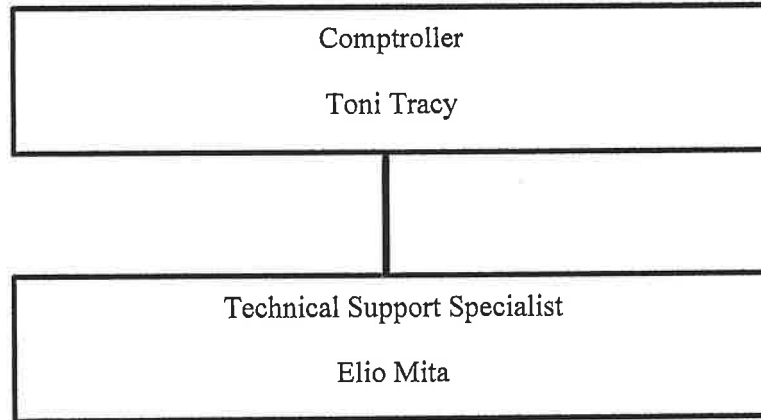 Comptroller
Toni Tracy
Technical Support Specialist
Elio Mita